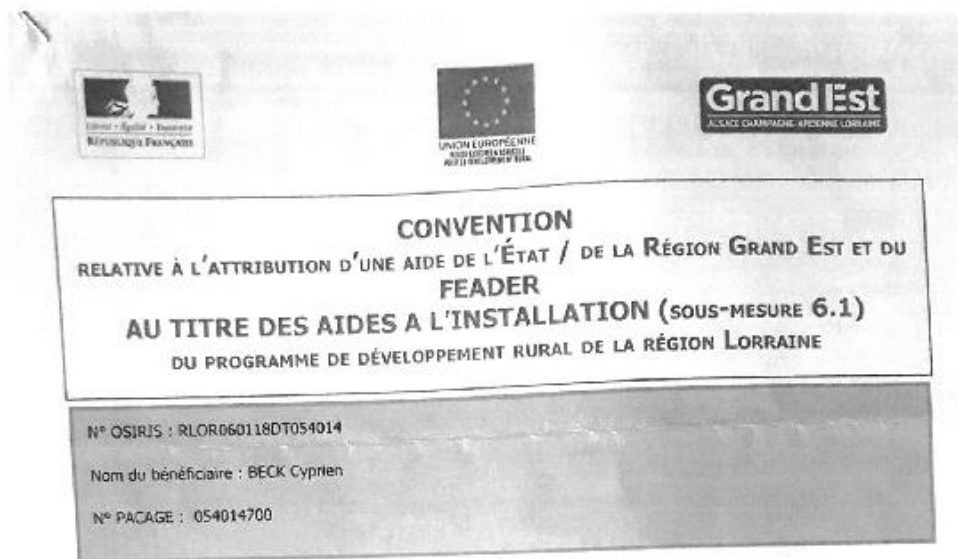 Liberté • Égalité • Fraternité
RÉPUBLIQUE FRANÇAISE
UNION EUROPÉENNE
Grand Est
ALSACE CHAMPAGNE-ARDENNE LORRAINE
CONVENTION
RELATIVE À L'ATTRIBUTION D'UNE AIDE DE L'ÉTAT / DE LA RÉGION GRAND EST ET DU
FEADER
AU TITRE DES AIDES A L'INSTALLATION (SOUS-MESURE 6.1)
DU PROGRAMME DE DÉVELOPPEMENT RURAL DE LA RÉGION LORRAINE
N° OSIRIS : RLOR060118DT054014
Nom du bénéficiaire : BECK Cyprien
N° PACAGE : 054014700